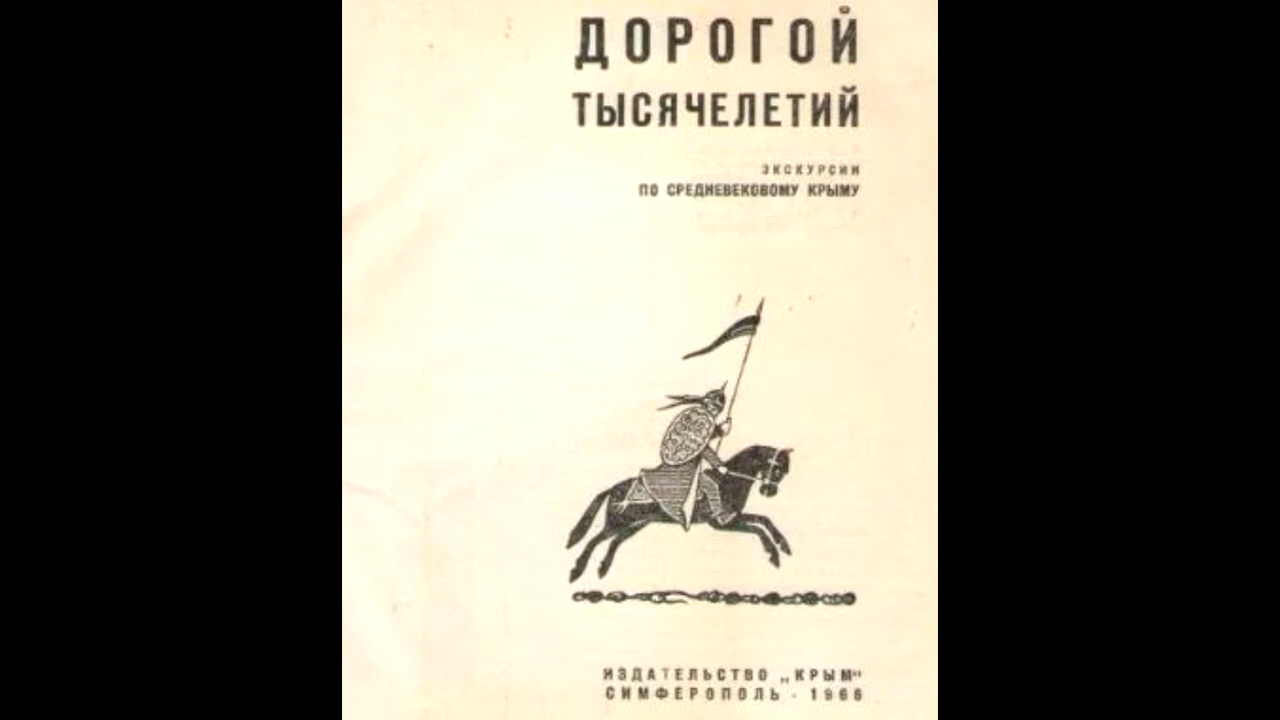 ДОРОГОЙ
ТЫСЯЧЕЛЕТИЙ
ЭКСКУРСИИ
ПО СРЕДНЕВЕКОВОМУ КРЫМУ
ИЗДАТЕЛЬСТВО „КРЫМ“
СИМФЕРОПОЛЬ - 1966